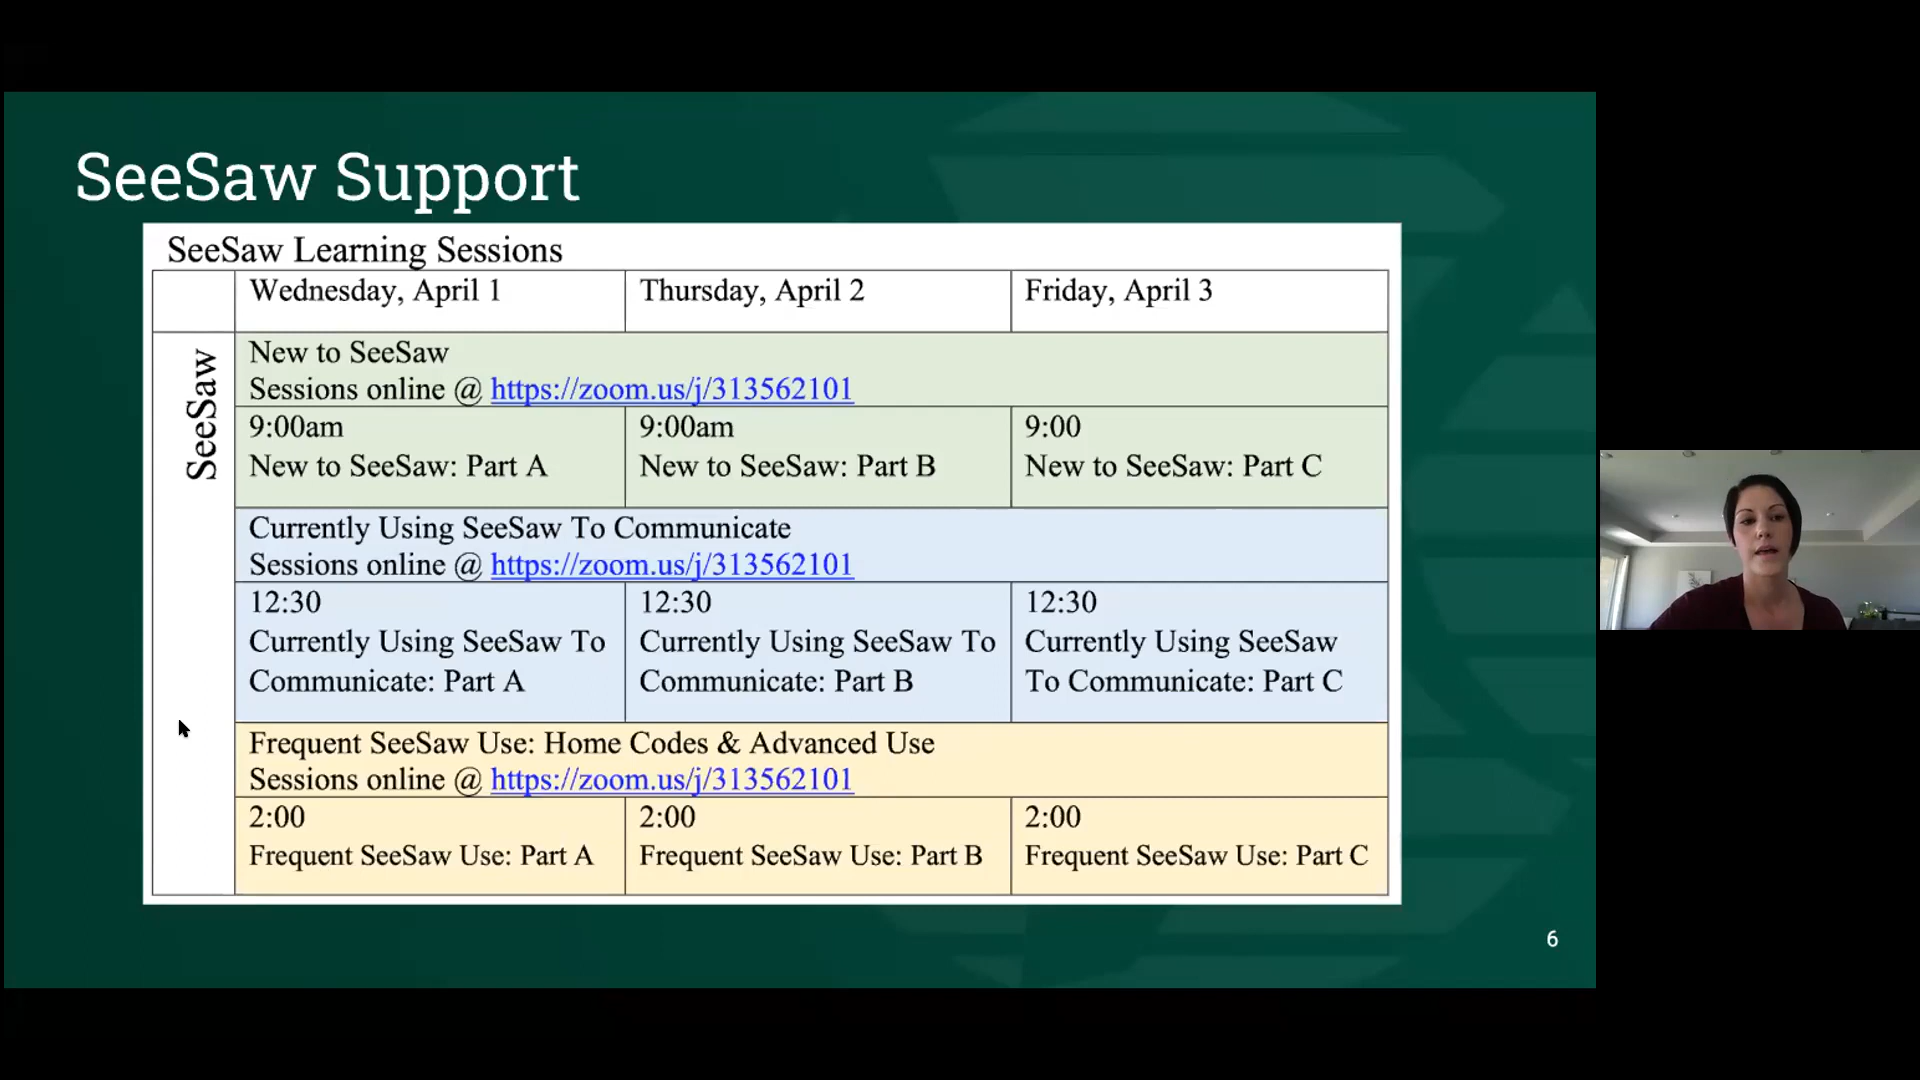 SeeSaw Support
SeeSaw Learning Sessions
Wednesday, April 1
Thursday, April 2
Friday, April 3
SeeSaw
New to SeeSaw
Sessions online @ https://zoom.us/j/313562101
9:00am
New to SeeSaw: Part A
9:00am
New to SeeSaw: Part B
9:00
New to SeeSaw: Part C
Currently Using SeeSaw To Communicate
Sessions online @ https://zoom.us/j/313562101
12:30
Currently Using SeeSaw To
Communicate: Part A
12:30
Currently Using SeeSaw To
Communicate: Part B
12:30
Currently Using SeeSaw
To Communicate: Part C
Frequent SeeSaw Use: Home Codes & Advanced Use
Sessions online @ https://zoom.us/j/313562101
2:00
Frequent SeeSaw Use: Part A
2:00
Frequent SeeSaw Use: Part B
2:00
Frequent SeeSaw Use: Part C
6